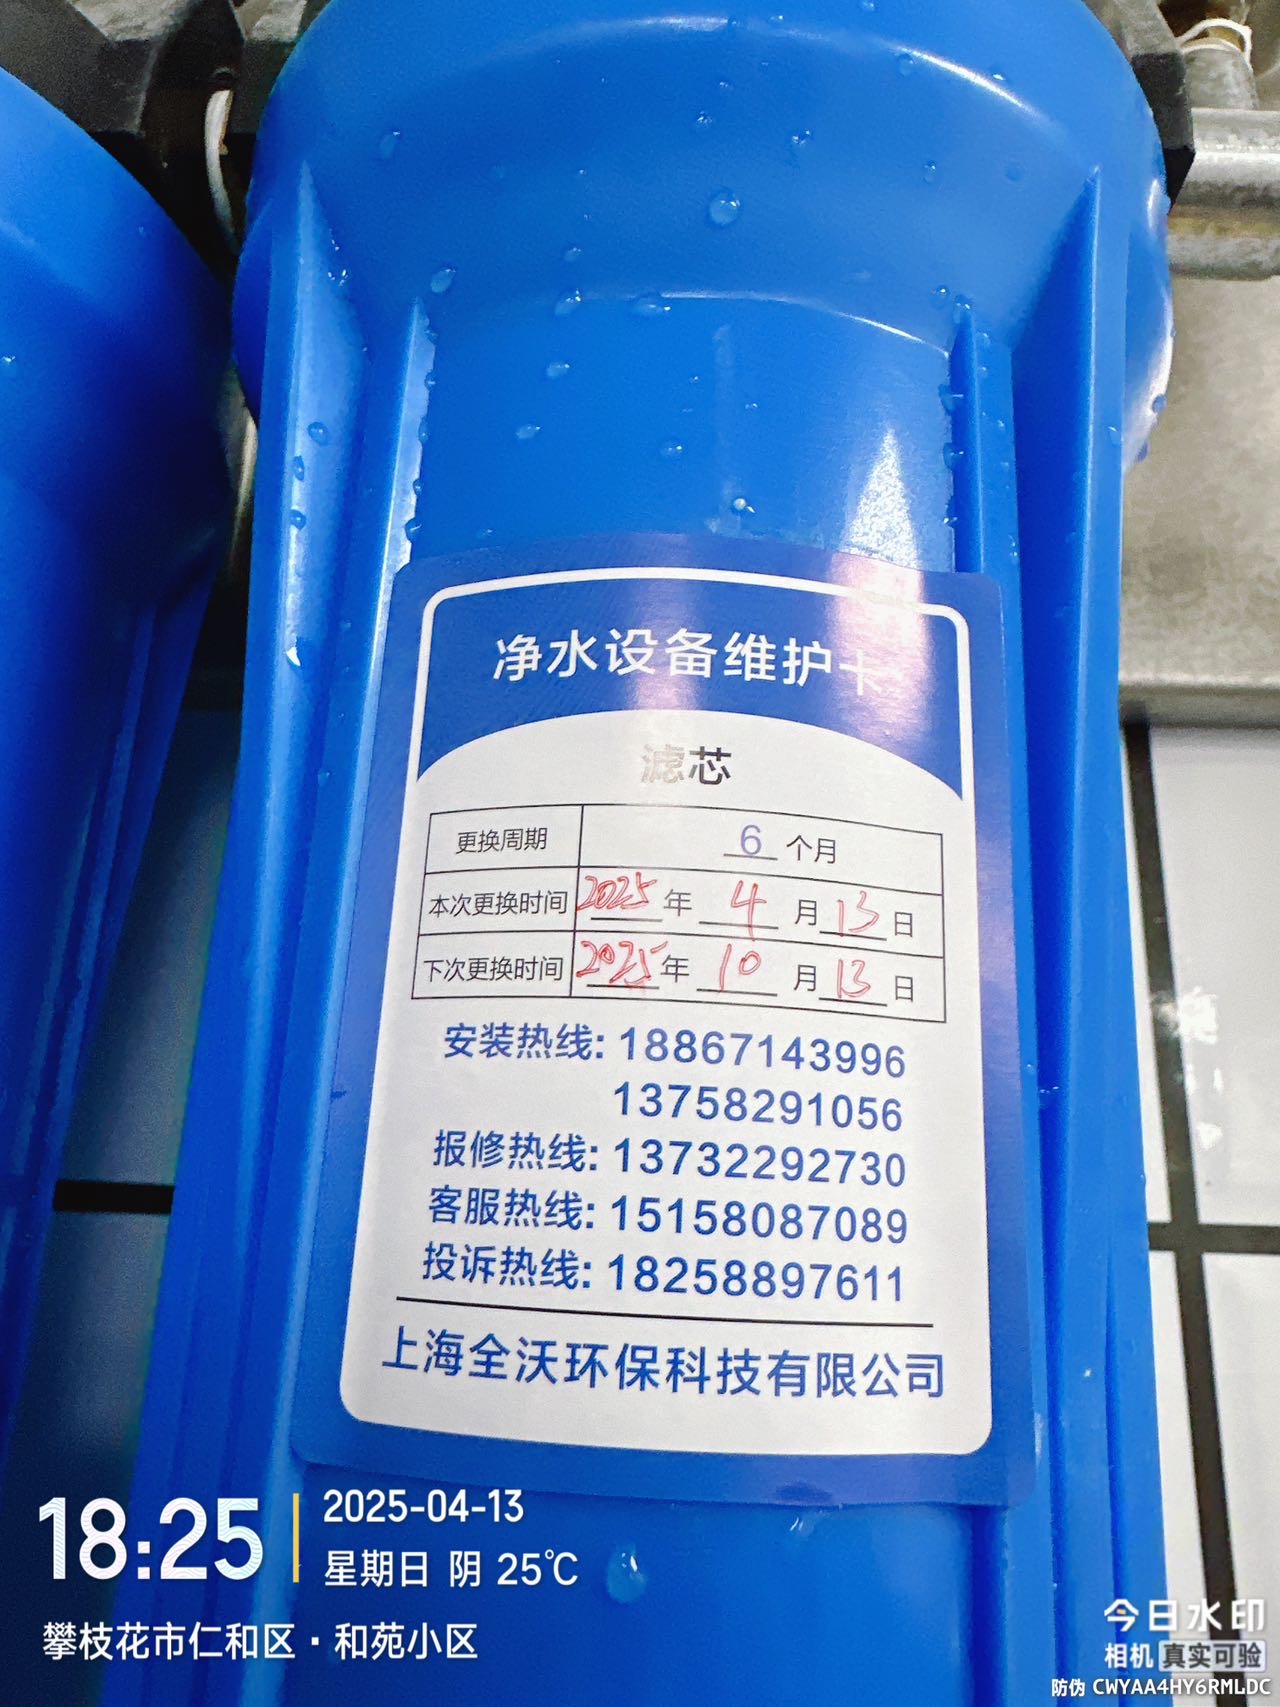 净水设备维护卡
滤芯
更换周期 6 个月
本次更换时间 2025 年 4 月 13 日
下次更换时间 2025 年 10 月 13 日
安装热线: 18867143996
13758291056
报修热线: 13732292730
客服热线: 15158087089
投诉热线: 18258897611
上海全沃环保科技有限公司
18:25
2025-04-13
星期日 阴 25℃
攀枝花市仁和区·和苑小区
今日水印
相机 真实可验
防伪 CWYAA4HY6RMLDC